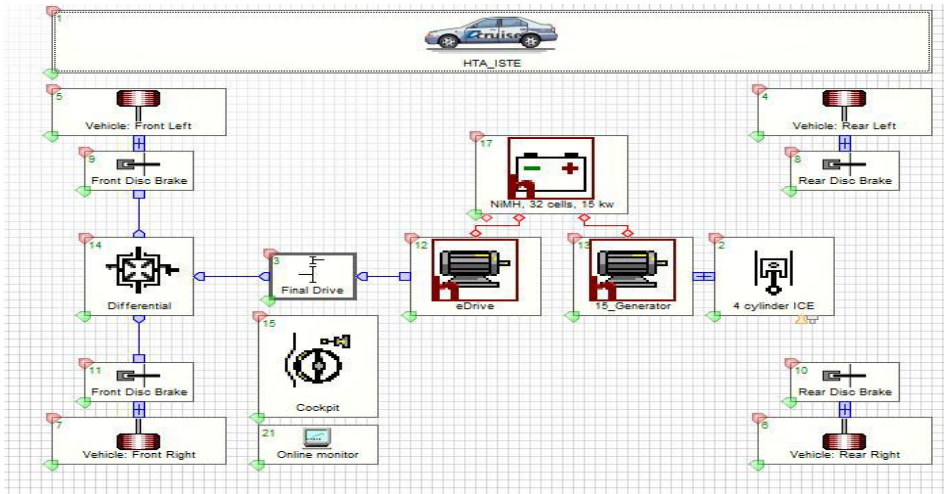 1
cruise
HTA_ISTE
5
Vehicle: Front Left
4
Vehicle: Rear Left
9
Front Disc Brake
17
NiMH, 32 cells, 15 kw
8
Rear Disc Brake
14
Differential
3
Final Drive
12
eDrive
13
15_Generator
2
4 cylinder ICE
15
Cockpit
11
Front Disc Brake
10
Rear Disc Brake
7
Vehicle: Front Right
21
Online monitor
6
Vehicle: Rear Right